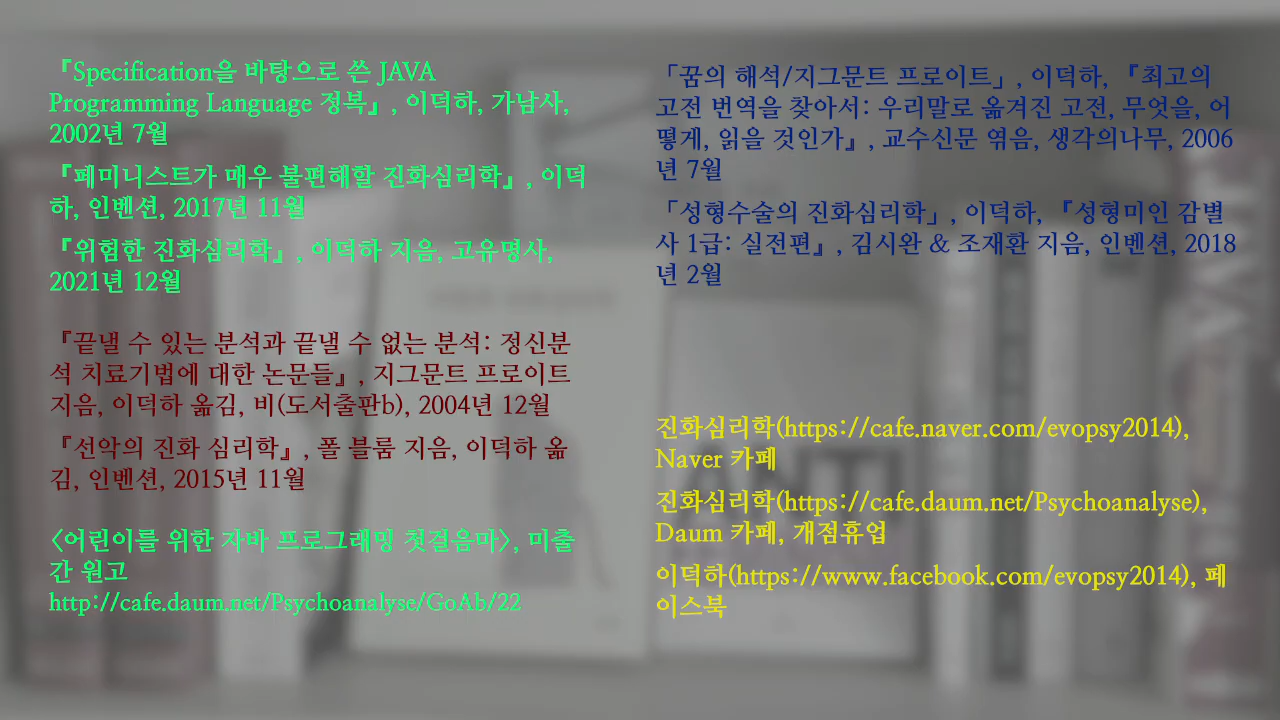 『Specification을 바탕으로 쓴 JAVA
Programming Language 정복』, 이덕하, 가남사,
2002년 7월
『페미니스트가 매우 불편해할 진화심리학』, 이덕
하, 인벤션, 2017년 11월
『위험한 진화심리학』, 이덕하 지음, 고유명사,
2021년 12월
『끝낼 수 있는 분석과 끝낼 수 없는 분석: 정신분
석 치료기법에 대한 논문들』, 지그문트 프로이트
지음, 이덕하 옮김, 비(도서출판b), 2004년 12월
『선악의 진화 심리학』, 폴 블룸 지음, 이덕하 옮
김, 인벤션, 2015년 11월
〈어린이를 위한 자바 프로그래밍 첫걸음마〉, 미출
간 원고
http://cafe.daum.net/Psychoanalyse/GoAb/22
「꿈의 해석/지그문트 프로이트」, 이덕하, 『최고의
고전 번역을 찾아서: 우리말로 옮겨진 고전, 무엇을, 어
떻게, 읽을 것인가』, 교수신문 엮음, 생각의나무, 2006
년 7월
「성형수술의 진화심리학」, 이덕하, 『성형미인 감별
사 1급: 실전편』, 김시완 & 조재환 지음, 인벤션, 2018
년 2월
진화심리학(https://cafe.naver.com/evopsy2014),
Naver 카페
진화심리학(https://cafe.daum.net/Psychoanalyse),
Daum 카페, 개점휴업
이덕하(https://www.facebook.com/evopsy2014), 페
이스북